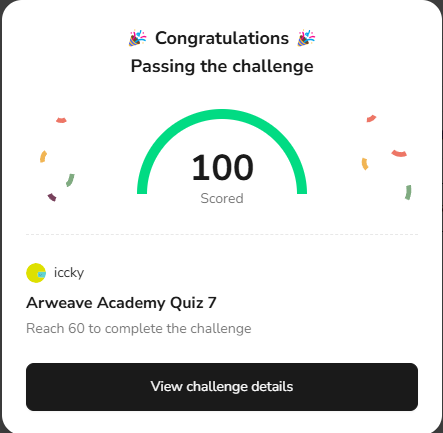 🎉 Congratulations 🎉
Passing the challenge
100
Scored
iccky
Arweave Academy Quiz 7
Reach 60 to complete the challenge
View challenge details